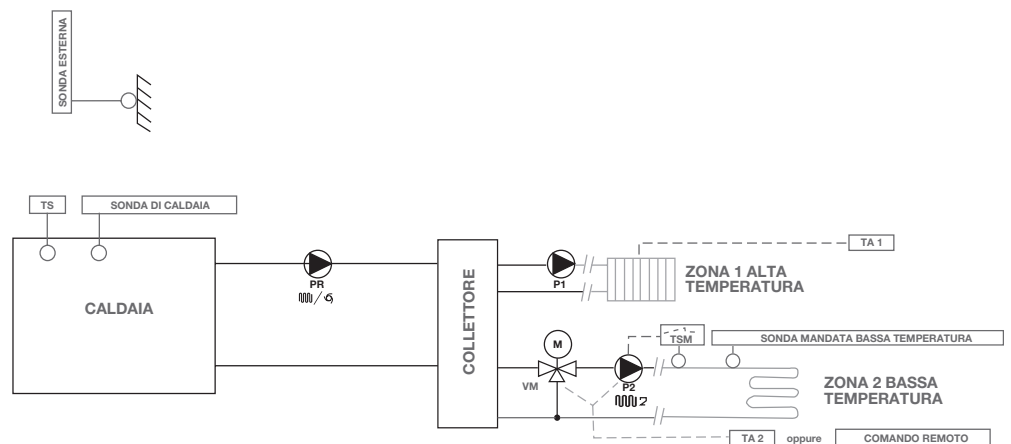 SONDA ESTERNA
TS
SONDA DI CALDAIA
CALDAIA
PR
COLLETTORE
P1
TA 1
ZONA 1 ALTA
TEMPERATURA
M
VM
P2
TSM
SONDA MANDATA BASSA TEMPERATURA
ZONA 2 BASSA
TEMPERATURA
TA 2 oppure COMANDO REMOTO